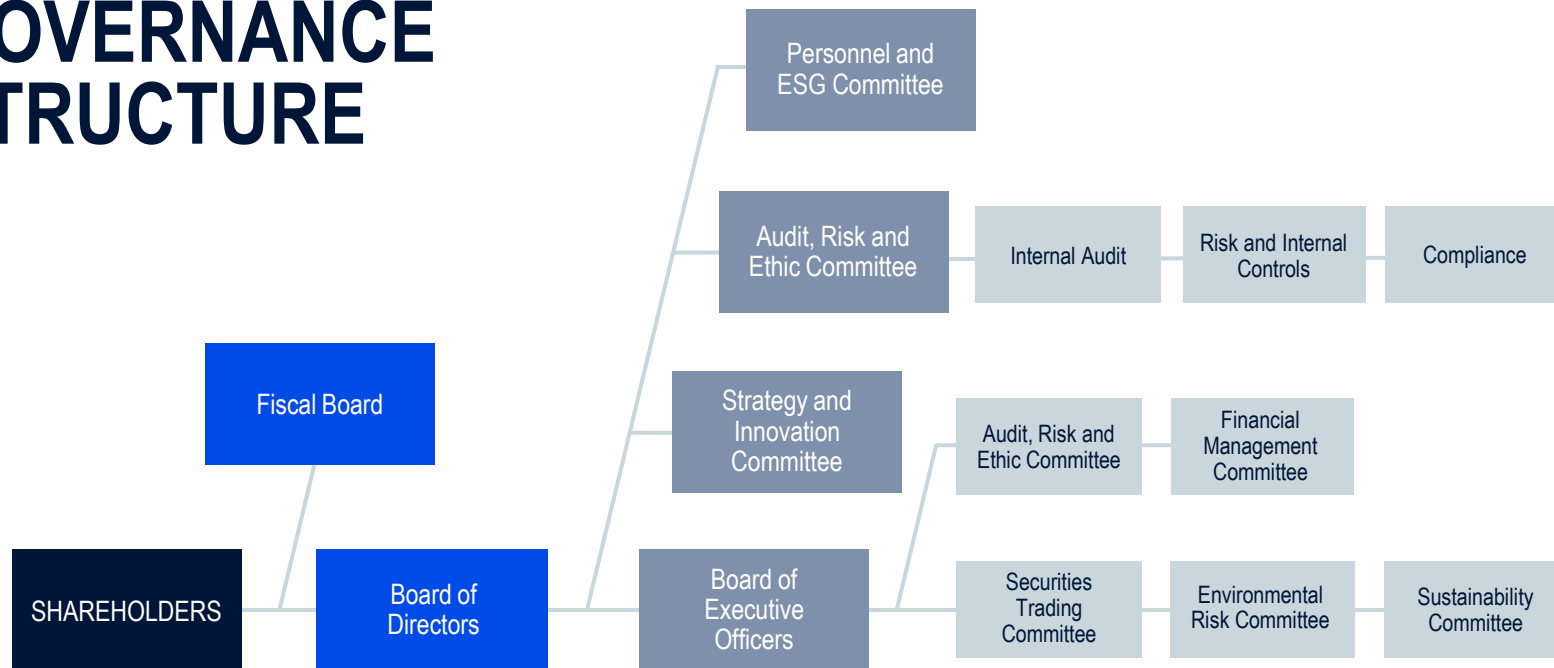 OVERNANCE
TRUCTURE
Personnel and
ESG Committee
Audit, Risk and
Ethic Committee
Internal Audit
Risk and Internal
Controls
Compliance
Fiscal Board
Strategy and
Innovation
Committee
Audit, Risk and
Ethic Committee
Financial
Management
Committee
SHAREHOLDERS
Board of
Directors
Board of
Executive
Officers
Securities
Trading
Committee
Environmental
Risk Committee
Sustainability
Committee